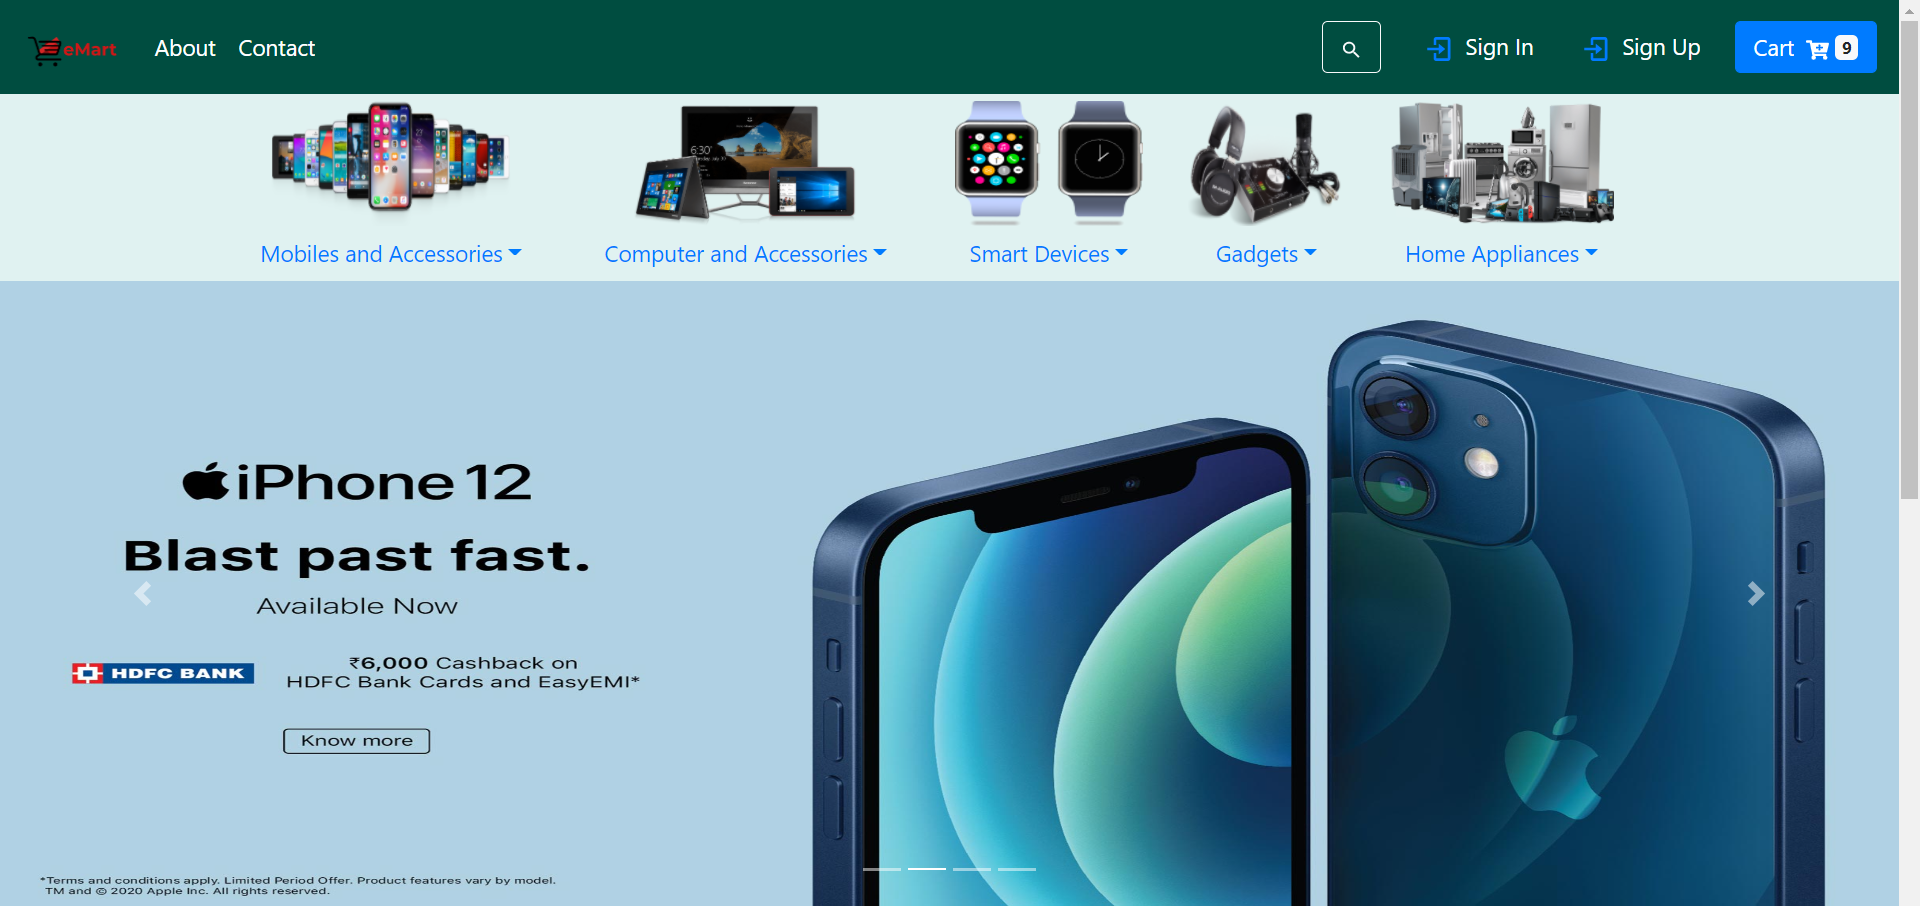 eMart
About
Contact
Sign In
Sign Up
Cart 9
6:30
Mobiles and Accessories
Computer and Accessories
Smart Devices
Gadgets
Home Appliances
iPhone 12
Blast past fast.
Available Now
HDFC BANK
₹6,000 Cashback on
HDFC Bank Cards and EasyEMI*
Know more
*Terms and conditions apply. Limited Period Offer. Product features vary by model.
TM and © 2020 Apple Inc. All rights reserved.